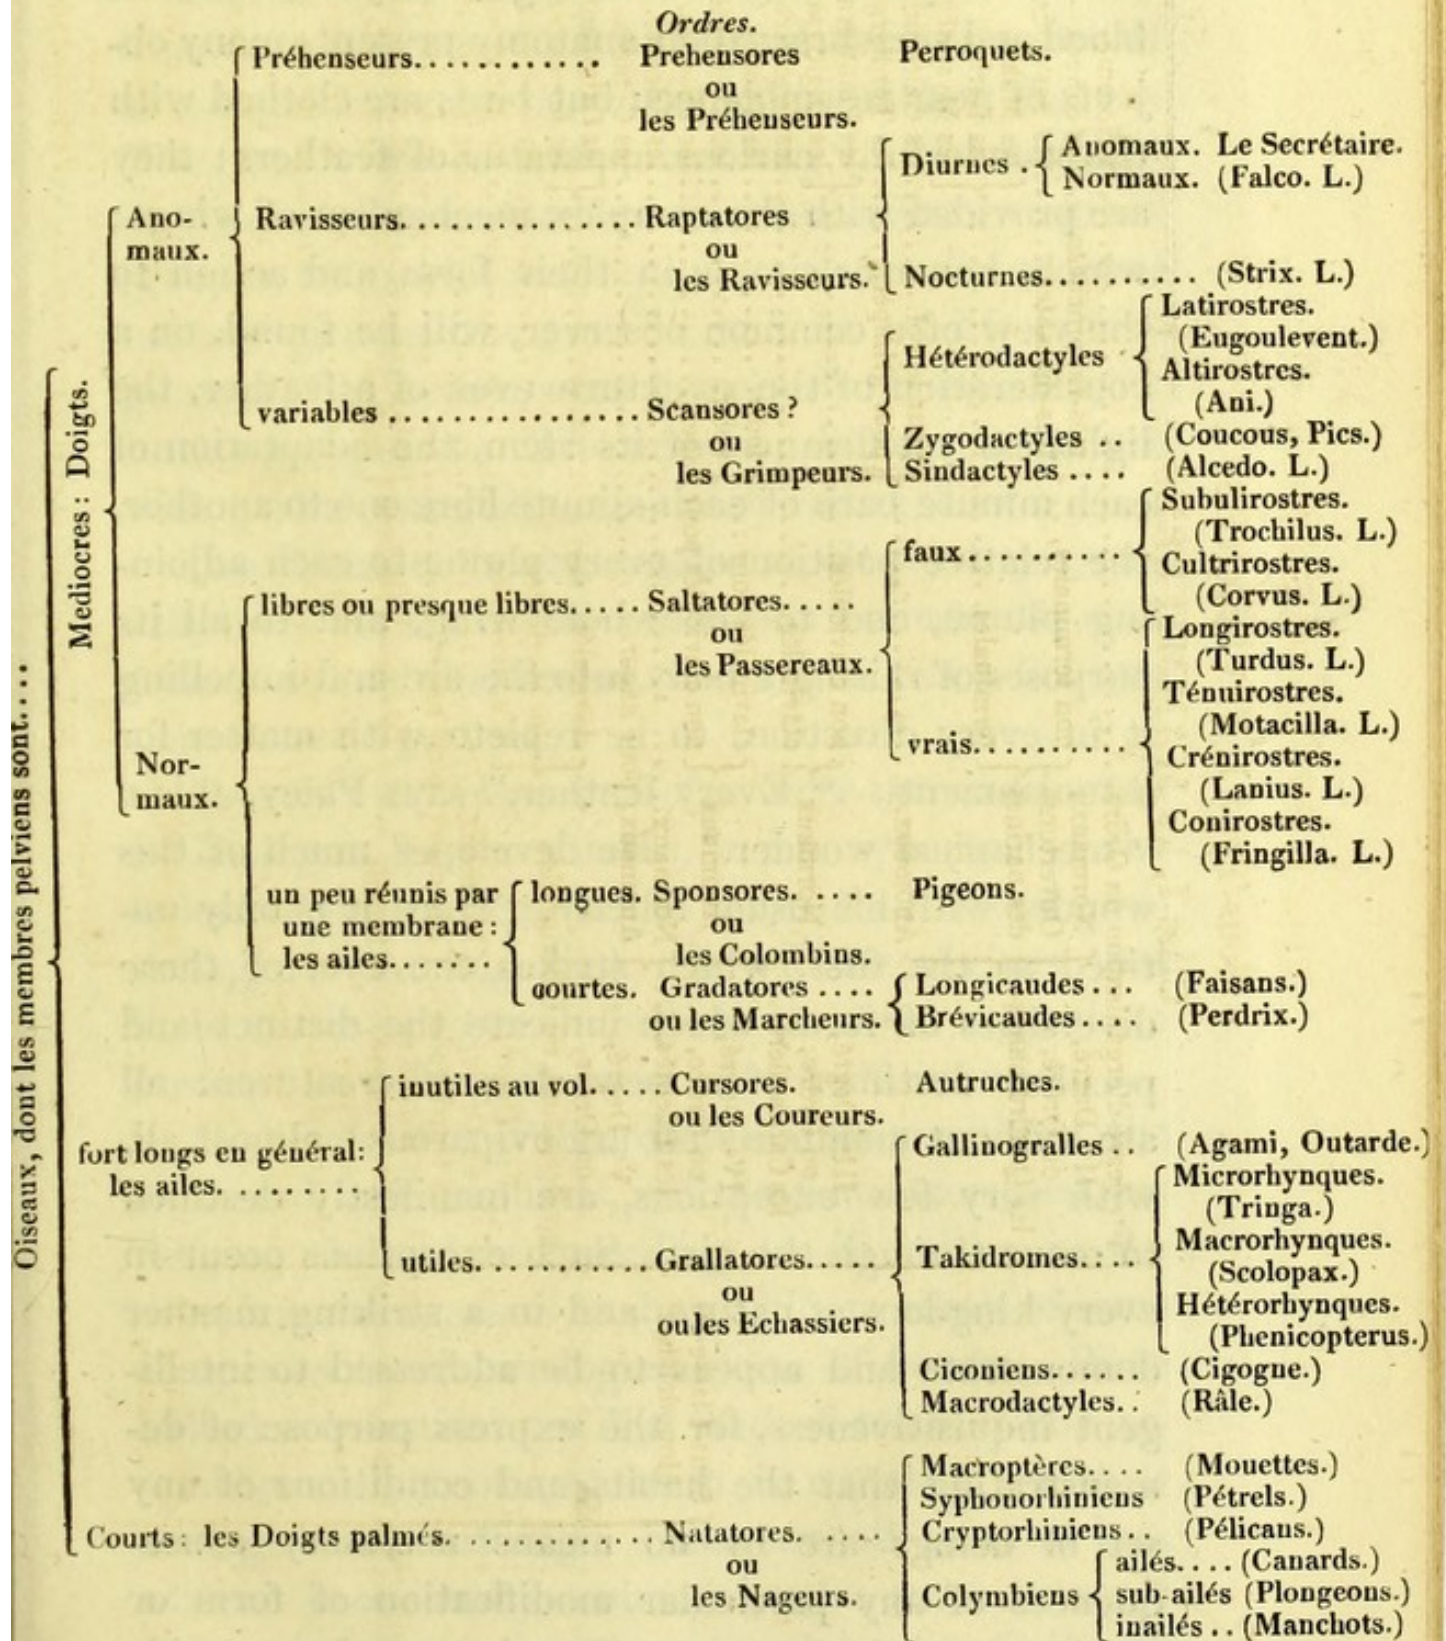 Ordres.
Préhenseurs............. Prehensores Perroquets.
ou
les Préhenseurs.
Diurnes . Anomaux. Le Secrétaire.
Normaux. (Falco. L.)
Ano-
maux.
Ravisseurs............... Raptatores
ou
les Ravisseurs. Nocturnes.......... (Strix. L.)
Latirostres.
Hétérodactyles (Eugoulevent.)
Altirostres.
(Ani.)
variables ................ Scansores ?
ou
les Grimpeurs.
Zygodactyles .. (Coucous, Pics.)
Sindactyles .... (Alcedo. L.)
Mediocres : Doigts.
Subulirostres.
(Trochilus. L.)
faux..........
Cultrirostres.
(Corvus. L.)
libres ou presque libres..... Saltatores.....
ou
les Passereaux.
Longirostres.
(Turdus. L.)
Ténuirostres.
(Motacilla. L.)
vrais..........
Crénirostres.
(Lanius. L.)
Conirostres.
(Fringilla. L.)
Nor-
maux.
un peu réunis par
une membrane :
les ailes.......
longues. Sponsores. .... Pigeons.
ou
les Colombins.
courtes. Gradatores .... Longicaudes ... (Faisans.)
ou les Marcheurs. Brévicaudes .... (Perdrix.)
Oiseaux, dont les membres pelviens sont....
inutiles au vol..... Cursores. Autruches.
ou les Coureurs.
fort longs en général:
les ailes. ........
Gallinogralles .. (Agami, Outarde.)
Microrhynques.
(Tringa.)
utiles. .......... Grallatores.....
ou
ou les Echassiers.
Takidromes....
Macrorhynques.
(Scolopax.)
Hétérorhynques.
(Phenicopterus.)
Ciconiens...... (Cigogne.)
Macrodactyles.. (Râle.)
Macroptères.... (Mouettes.)
Syphonorhiniens (Pétrels.)
Courts : les Doigts palmés. ............ Natatores. .... Cryptorhiniens.. (Pélicans.)
ou
les Nageurs.
Colymbiens
ailés.... (Canards.)
sub-ailés (Plongeons.)
inailés .. (Manchots.)